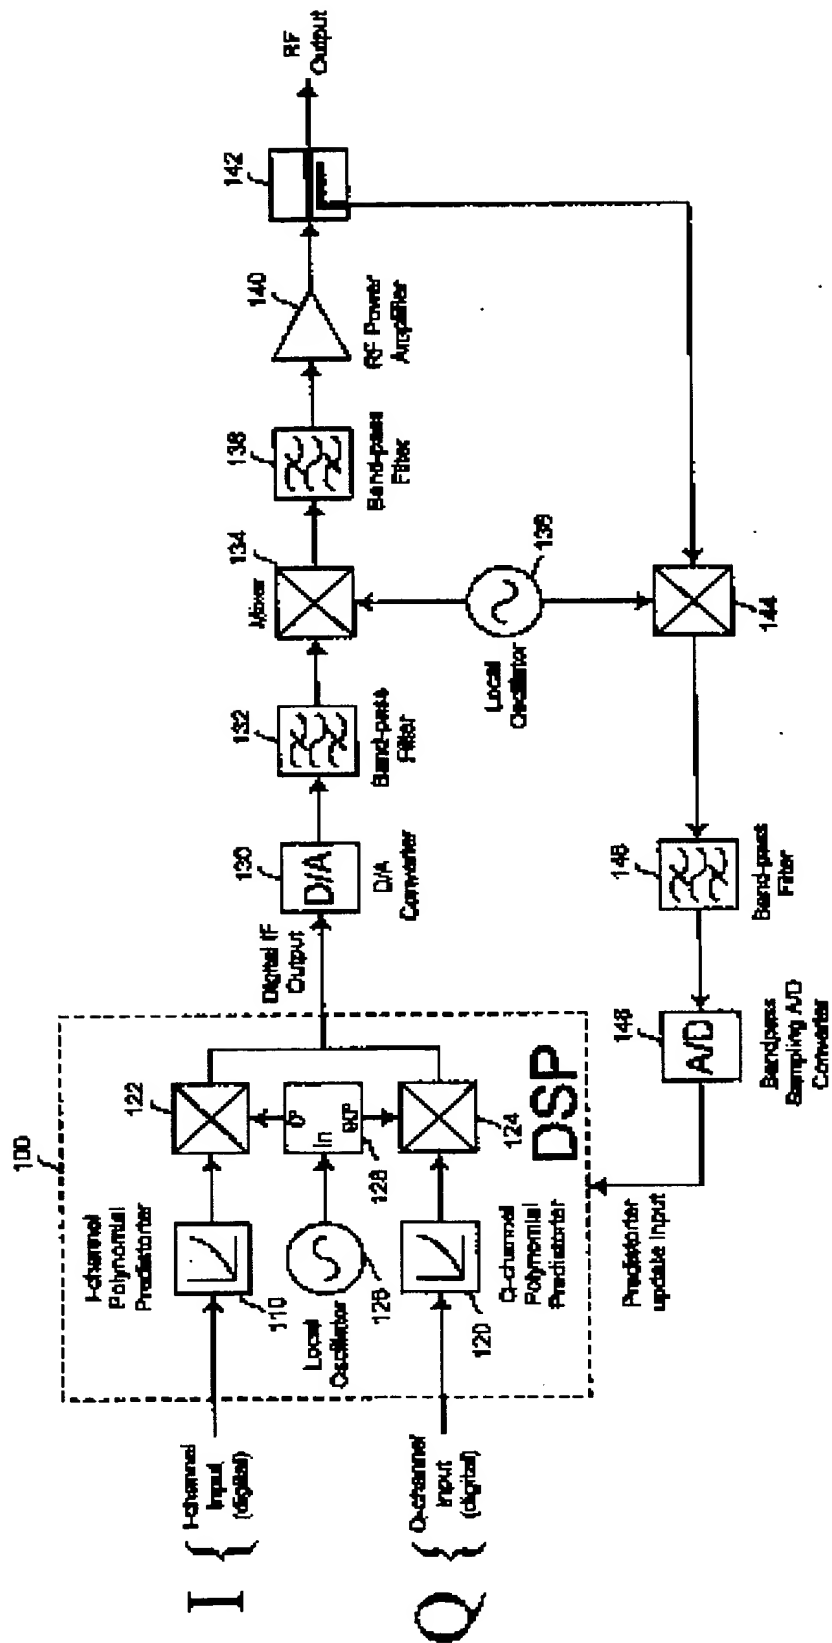 I
I-channel
Input
(digital)
Q
Q-channel
Input
(digital)
100
I-channel
Polynomial
Predistorter
110
Local
Oscillator
126
Q-channel
Polynomial
Predistorter
120
122
0°
In
90°
128
124
DSP
Digital IF
Output
130
D/A
D/A
Converter
132
Band-pass
Filter
Mixer
134
Local
Oscillator
136
138
Band-pass
Filter
140
RF Power
Amplifier
142
RF
Output
144
146
Band-pass
Filter
148
A/D
Bandpass
Sampling A/D
Converter
Predistorter
update Input